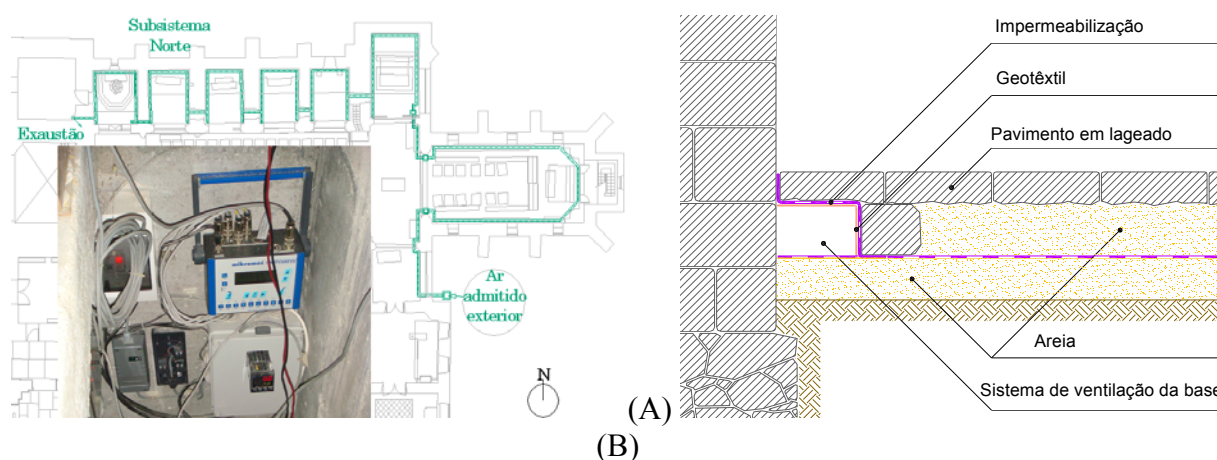 Subsistema
Norte
Exaustão
Ar
admitido
exterior
N
(A)
Impermeabilização
Geotêxtil
Pavimento em lageado
Areia
Sistema de ventilação da base
(B)